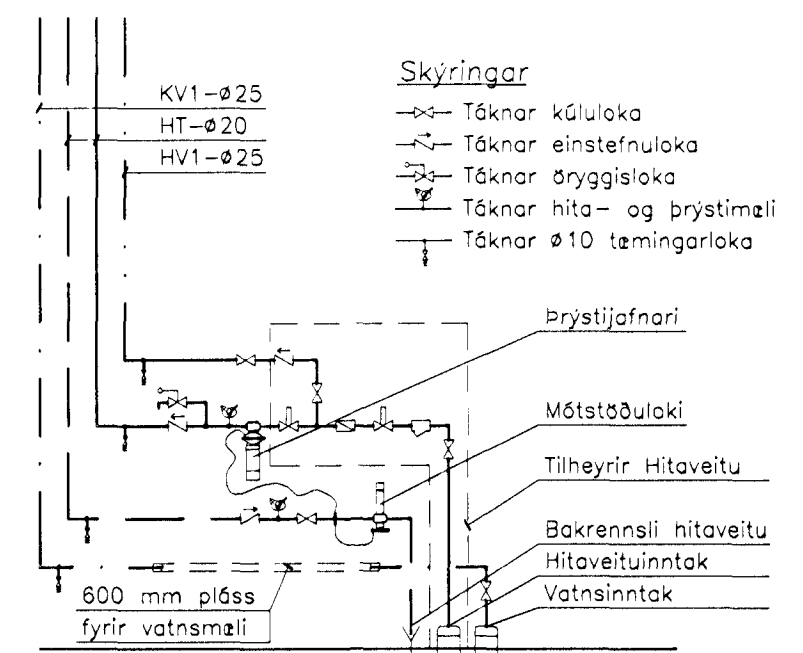 KV1-ø25
HT-ø20
HV1-ø25
Skýringar
Táknar kúluloka
Táknar einstefnuloka
Táknar öryggisloka
Táknar hita- og þrýstimæli
Táknar ø10 tæmingarloka
Þrýstijafnari
Mótstöðuloki
Tilheyrir Hitaveitu
Bakrennsli hitaveitu
Hitaveituinntak
Vatnsinntak
600 mm pláss
fyrir vatnsmæli